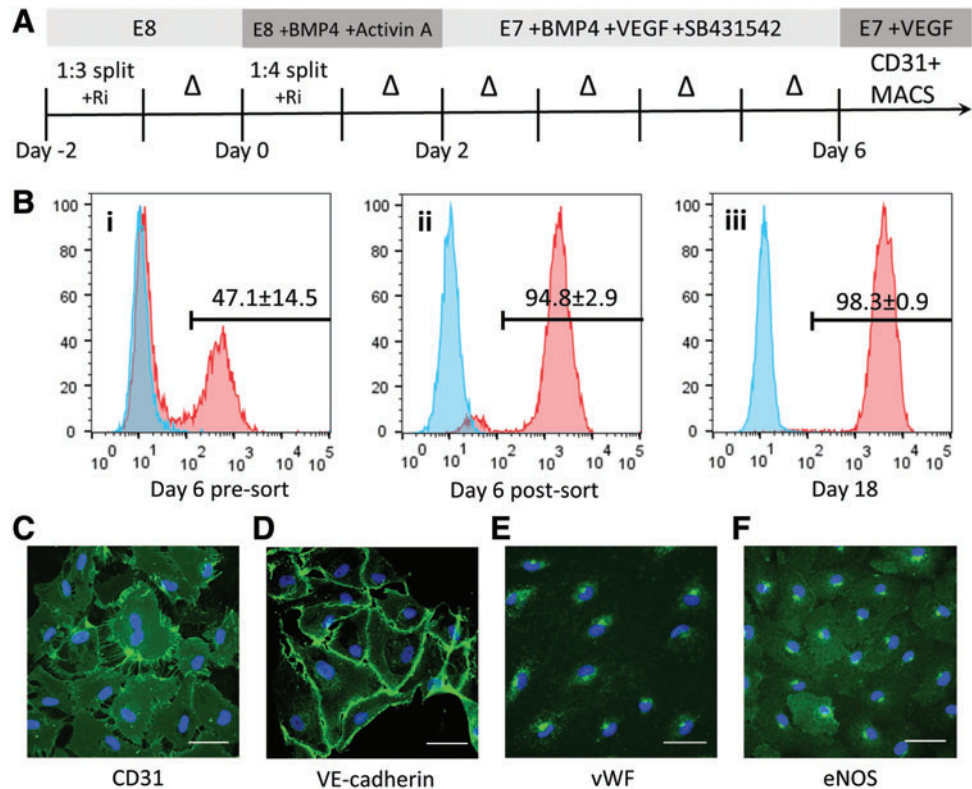 A
E8
E8 +BMP4 +Activin A
E7 +BMP4 +VEGF +SB431542
E7 +VEGF
1:3 split
+Ri
Δ
1:4 split
+Ri
Δ
Δ
Δ
Δ
Δ
CD31+
MACS
Day -2
Day 0
Day 2
Day 6
B
i
100
80
60
40
20
0
47.1±14.5
10^0 10^1 10^2 10^3 10^4 10^5
Day 6 pre-sort
ii
100
80
60
40
20
0
94.8±2.9
10^0 10^1 10^2 10^3 10^4 10^5
Day 6 post-sort
iii
100
80
60
40
20
0
98.3±0.9
10^0 10^1 10^2 10^3 10^4 10^5
Day 18
C
D
E
F
CD31
VE-cadherin
vWF
eNOS